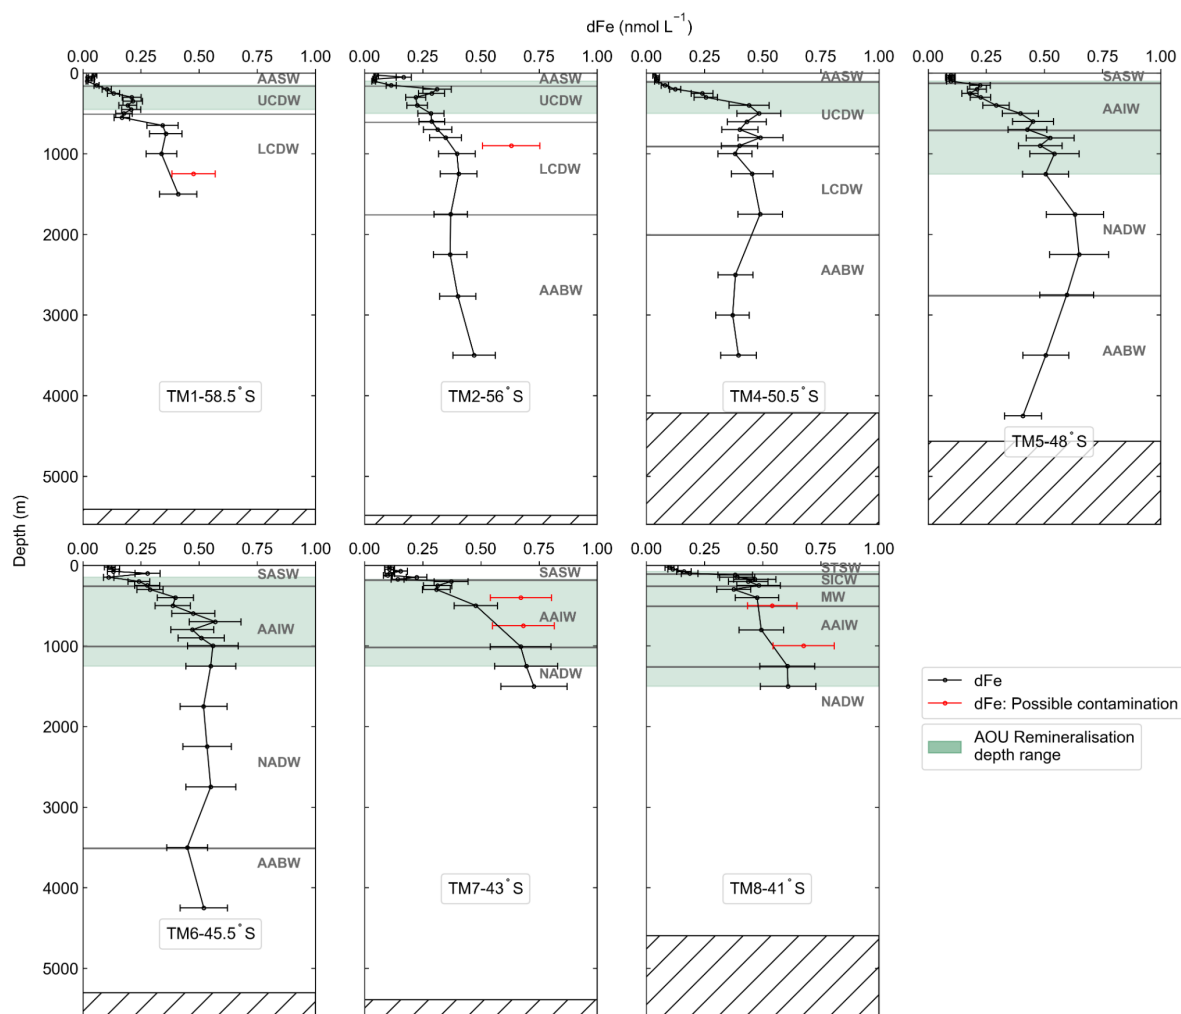 dFe (nmol L⁻¹)
0.00 0.25 0.50 0.75 1.00
0.00 0.25 0.50 0.75 1.00
0.00 0.25 0.50 0.75 1.00
0.00 0.25 0.50 0.75 1.00
0
1000
2000
3000
4000
5000
AASW
UCDW
LCDW
TM1-58.5°S
AASW
UCDW
LCDW
AABW
TM2-56°S
AASW
UCDW
LCDW
AABW
TM4-50.5°S
SASW
AAIW
NADW
AABW
TM5-48°S
Depth (m)
0.00 0.25 0.50 0.75 1.00
0.00 0.25 0.50 0.75 1.00
0.00 0.25 0.50 0.75 1.00
0
1000
2000
3000
4000
5000
SASW
AAIW
NADW
AABW
TM6-45.5°S
SASW
AAIW
NADW
TM7-43°S
STSW
SICW
MW
AAIW
NADW
TM8-41°S
dFe
dFe: Possible contamination
AOU Remineralisation
depth range